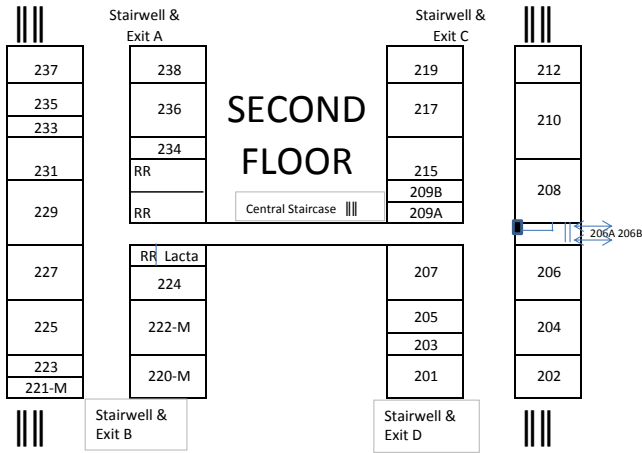 Stairwell &
Exit A
Stairwell &
Exit C
237
238
219
212
235
236
SECOND
217
210
233
234
FLOOR
231
RR
215
208
229
RR
Central Staircase
209B
209A
206A 206B
RR Lacta
227
224
207
206
225
222-M
205
204
203
223
220-M
201
202
221-M
Stairwell &
Exit B
Stairwell &
Exit D